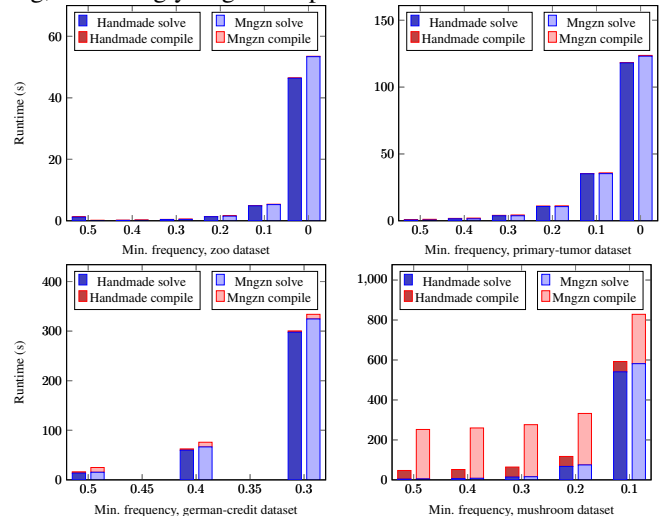 Handmade solve Mngzn solve
Handmade compile Mngzn compile
60
40
20
0
Runtime (s)
0.5 0.4 0.3 0.2 0.1 0
Min. frequency, zoo dataset
Handmade solve Mngzn solve
Handmade compile Mngzn compile
150
100
50
0
0.5 0.4 0.3 0.2 0.1 0
Min. frequency, primary-tumor dataset
Handmade solve Mngzn solve
Handmade compile Mngzn compile
400
300
200
100
0
Runtime (s)
0.5 0.45 0.4 0.35 0.3
Min. frequency, german-credit dataset
Handmade solve Mngzn solve
Handmade compile Mngzn compile
1,000
800
600
400
200
0
0.5 0.4 0.3 0.2 0.1
Min. frequency, mushroom dataset